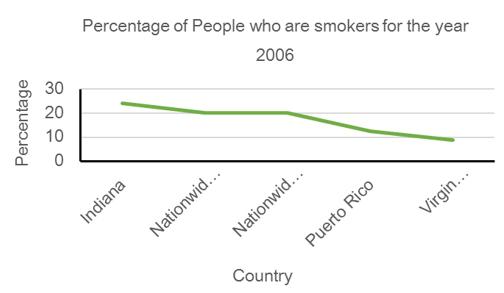 Percentage of People who are smokers for the year
2006
Percentage
30
20
10
0
Indiana
Nationwid...
Nationwid...
Puerto Rico
Virgin...
Country